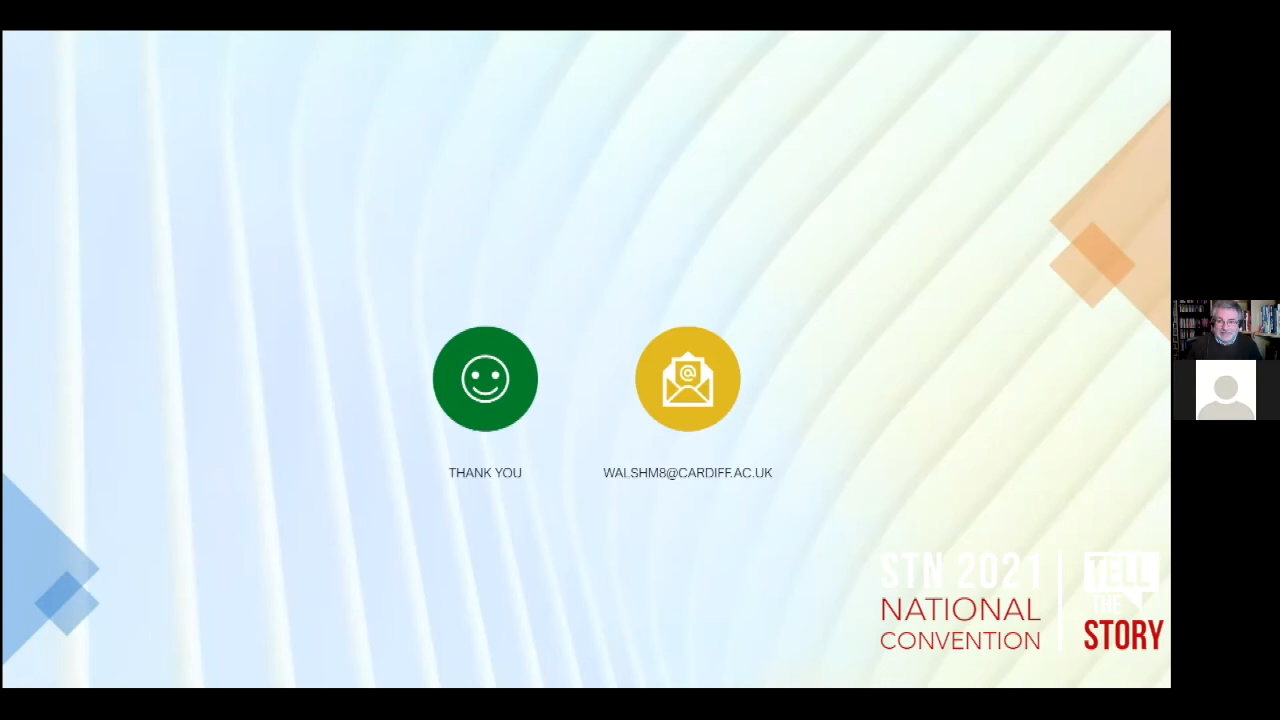 THANK YOU
WALSHM8@CARDIFF.AC.UK
STN 2021
NATIONAL
CONVENTION
TELL
THE
STORY